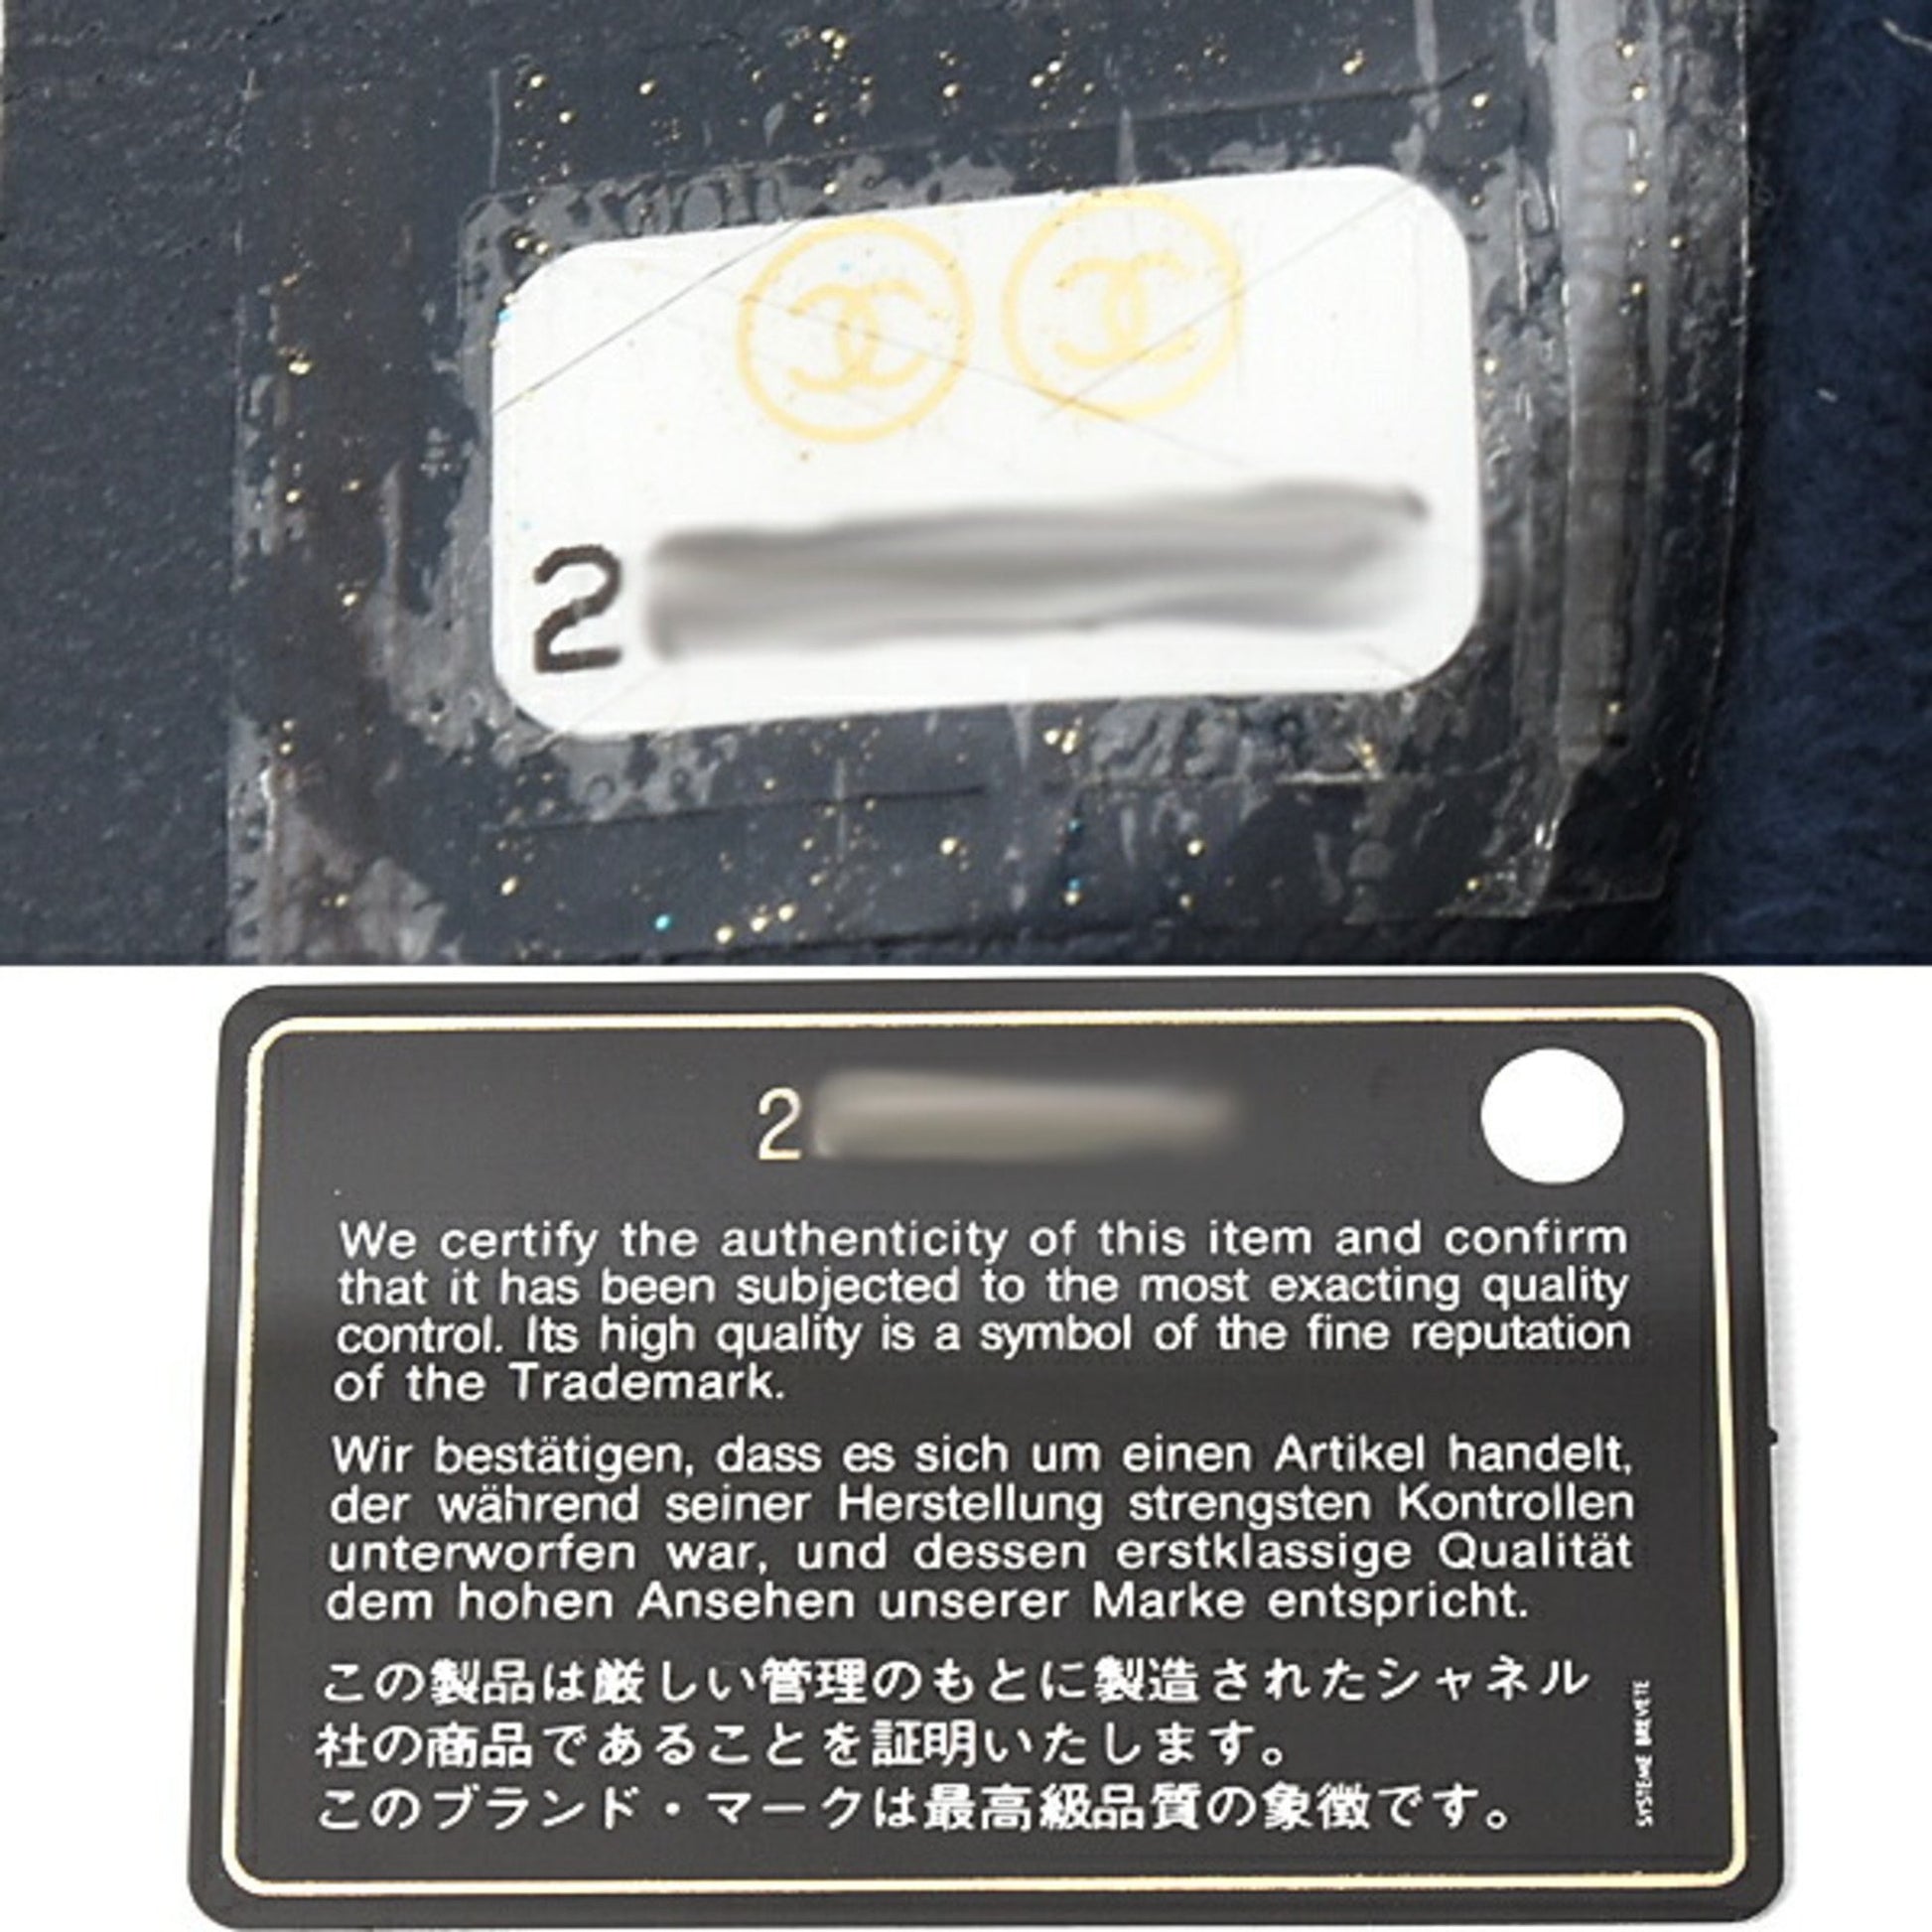 2
2
We certify the authenticity of this item and confirm
that it has been subjected to the most exacting quality
control. Its high quality is a symbol of the fine reputation
of the Trademark.
Wir bestätigen, dass es sich um einen Artikel handelt,
der während seiner Herstellung strengsten Kontrollen
unterworfen war, und dessen erstklassige Qualität
dem hohen Ansehen unserer Marke entspricht.
この製品は厳しい管理のもとに製造されたシャネル
社の商品であることを証明いたします。
このブランド・マークは最高級品質の象徴です。
SYSTEME BREVETE